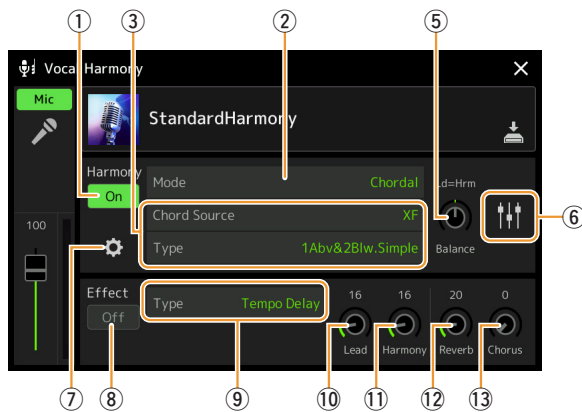 ① ③ ② ⑤
Vocal Harmony ×
Mic
StandardHarmony
Harmony
On
Mode Chordal
Ld=Hrm
Chord Source XF
⑥
Type 1Abv&2Blw.Simple
Balance
100
Effect
Off
Type Tempo Delay
16 16 20 0
Lead Harmony Reverb Chorus
⑦ ⑧ ⑨ ⑩ ⑪ ⑫ ⑬